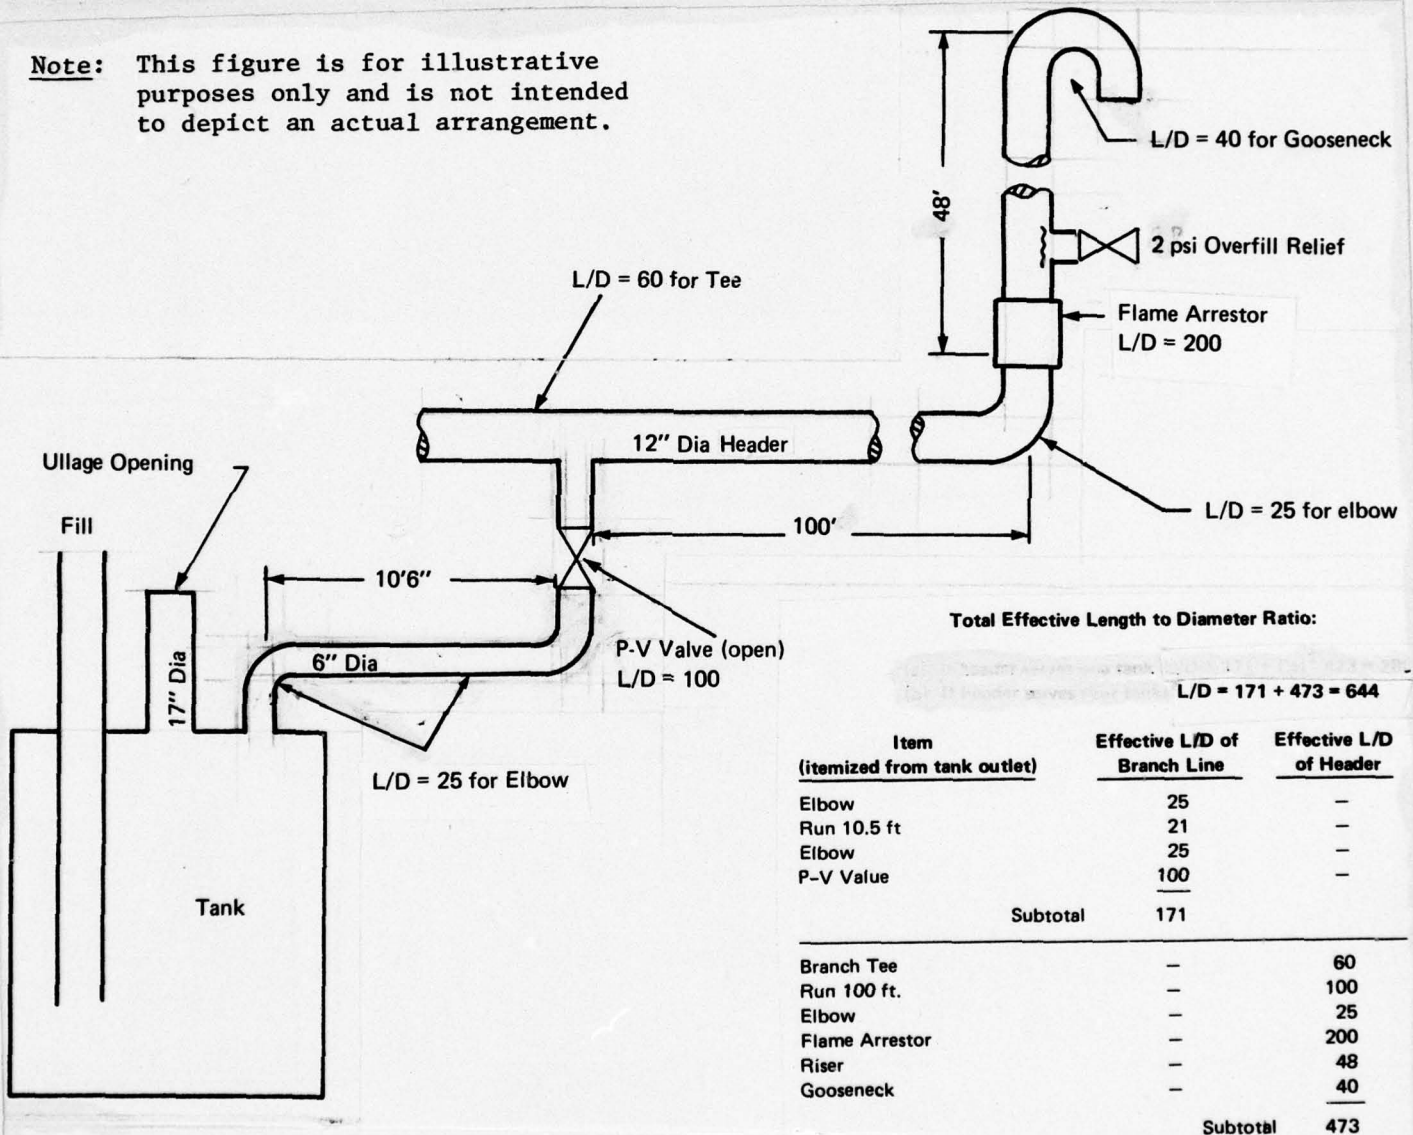 Note: This figure is for illustrative
purposes only and is not intended
to depict an actual arrangement.
L/D = 40 for Gooseneck
48'
2 psi Overfill Relief
L/D = 60 for Tee
Flame Arrestor
L/D = 200
12" Dia Header
Ullage Opening
L/D = 25 for elbow
Fill
100'
10'6"
Total Effective Length to Diameter Ratio:
P-V Valve (open)
L/D = 100
6" Dia
17" Dia
L/D = 171 + 473 = 644
L/D = 25 for Elbow
Item Effective L/D of Effective L/D
(itemized from tank outlet) Branch Line of Header
Elbow 25 –
Run 10.5 ft 21 –
Elbow 25 –
P-V Value 100 –
Tank
Subtotal 171
Branch Tee – 60
Run 100 ft. – 100
Elbow – 25
Flame Arrestor – 200
Riser – 48
Gooseneck – 40
Subtotal 473